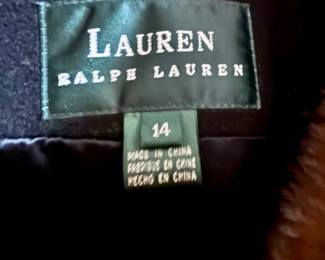 LAUREN
RALPH LAUREN
14
MADE IN CHINA
FABRIQUE EN CHINE
HECHO EN CHINA